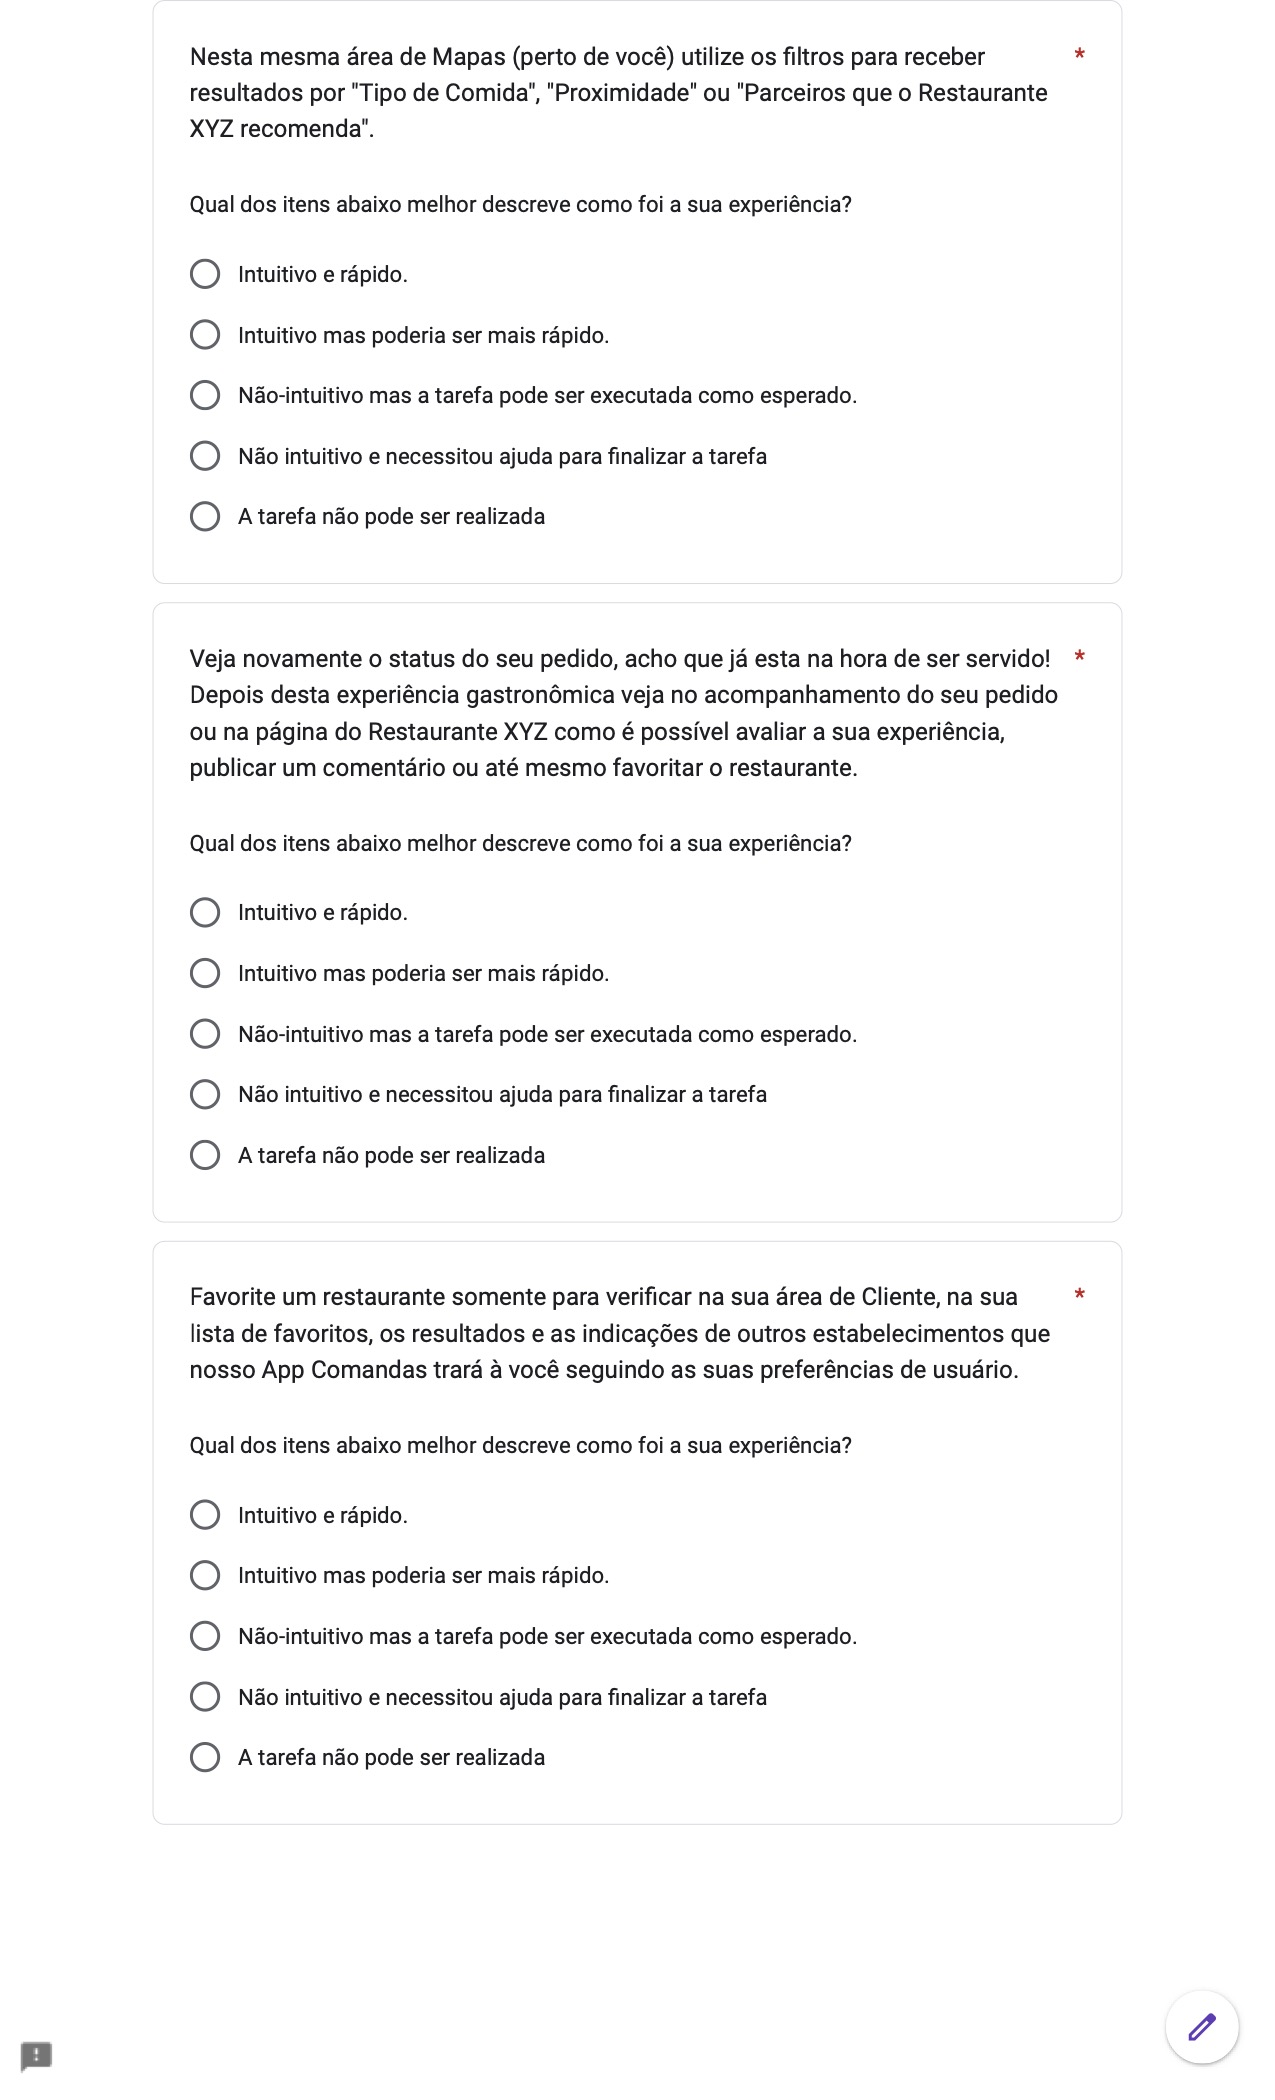 Nesta mesma área de Mapas (perto de você) utilize os filtros para receber *
resultados por "Tipo de Comida", "Proximidade" ou "Parceiros que o Restaurante
XYZ recomenda".
Qual dos itens abaixo melhor descreve como foi a sua experiência?
Intuitivo e rápido.
Intuitivo mas poderia ser mais rápido.
Não-intuitivo mas a tarefa pode ser executada como esperado.
Não intuitivo e necessitou ajuda para finalizar a tarefa
A tarefa não pode ser realizada
Veja novamente o status do seu pedido, acho que já esta na hora de ser servido! *
Depois desta experiência gastronômica veja no acompanhamento do seu pedido
ou na página do Restaurante XYZ como é possível avaliar a sua experiência,
publicar um comentário ou até mesmo favoritar o restaurante.
Qual dos itens abaixo melhor descreve como foi a sua experiência?
Intuitivo e rápido.
Intuitivo mas poderia ser mais rápido.
Não-intuitivo mas a tarefa pode ser executada como esperado.
Não intuitivo e necessitou ajuda para finalizar a tarefa
A tarefa não pode ser realizada
Favorite um restaurante somente para verificar na sua área de Cliente, na sua *
lista de favoritos, os resultados e as indicações de outros estabelecimentos que
nosso App Comandas trará à você seguindo as suas preferências de usuário.
Qual dos itens abaixo melhor descreve como foi a sua experiência?
Intuitivo e rápido.
Intuitivo mas poderia ser mais rápido.
Não-intuitivo mas a tarefa pode ser executada como esperado.
Não intuitivo e necessitou ajuda para finalizar a tarefa
A tarefa não pode ser realizada